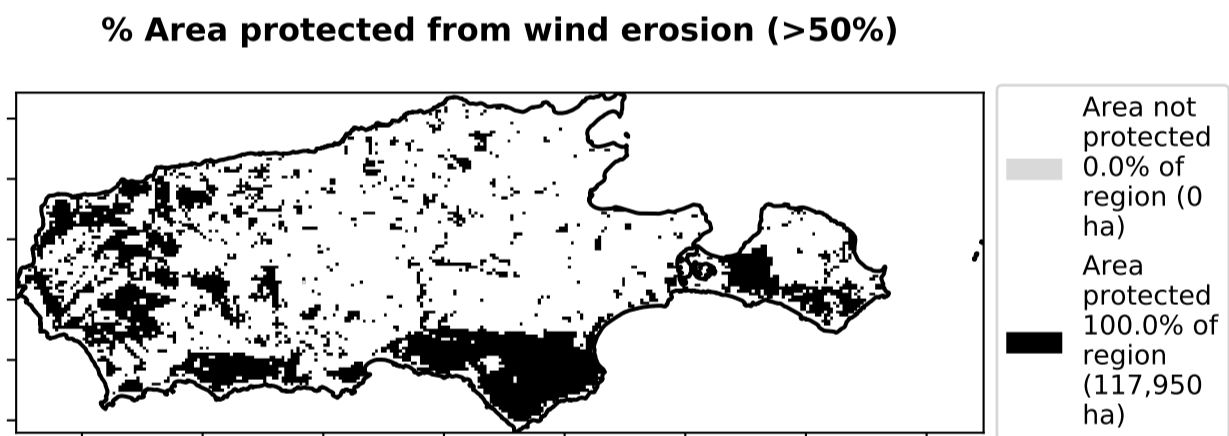 % Area protected from wind erosion (>50%)
Area not
protected
0.0% of
region (0
ha)
Area
protected
100.0% of
region
(117,950
ha)